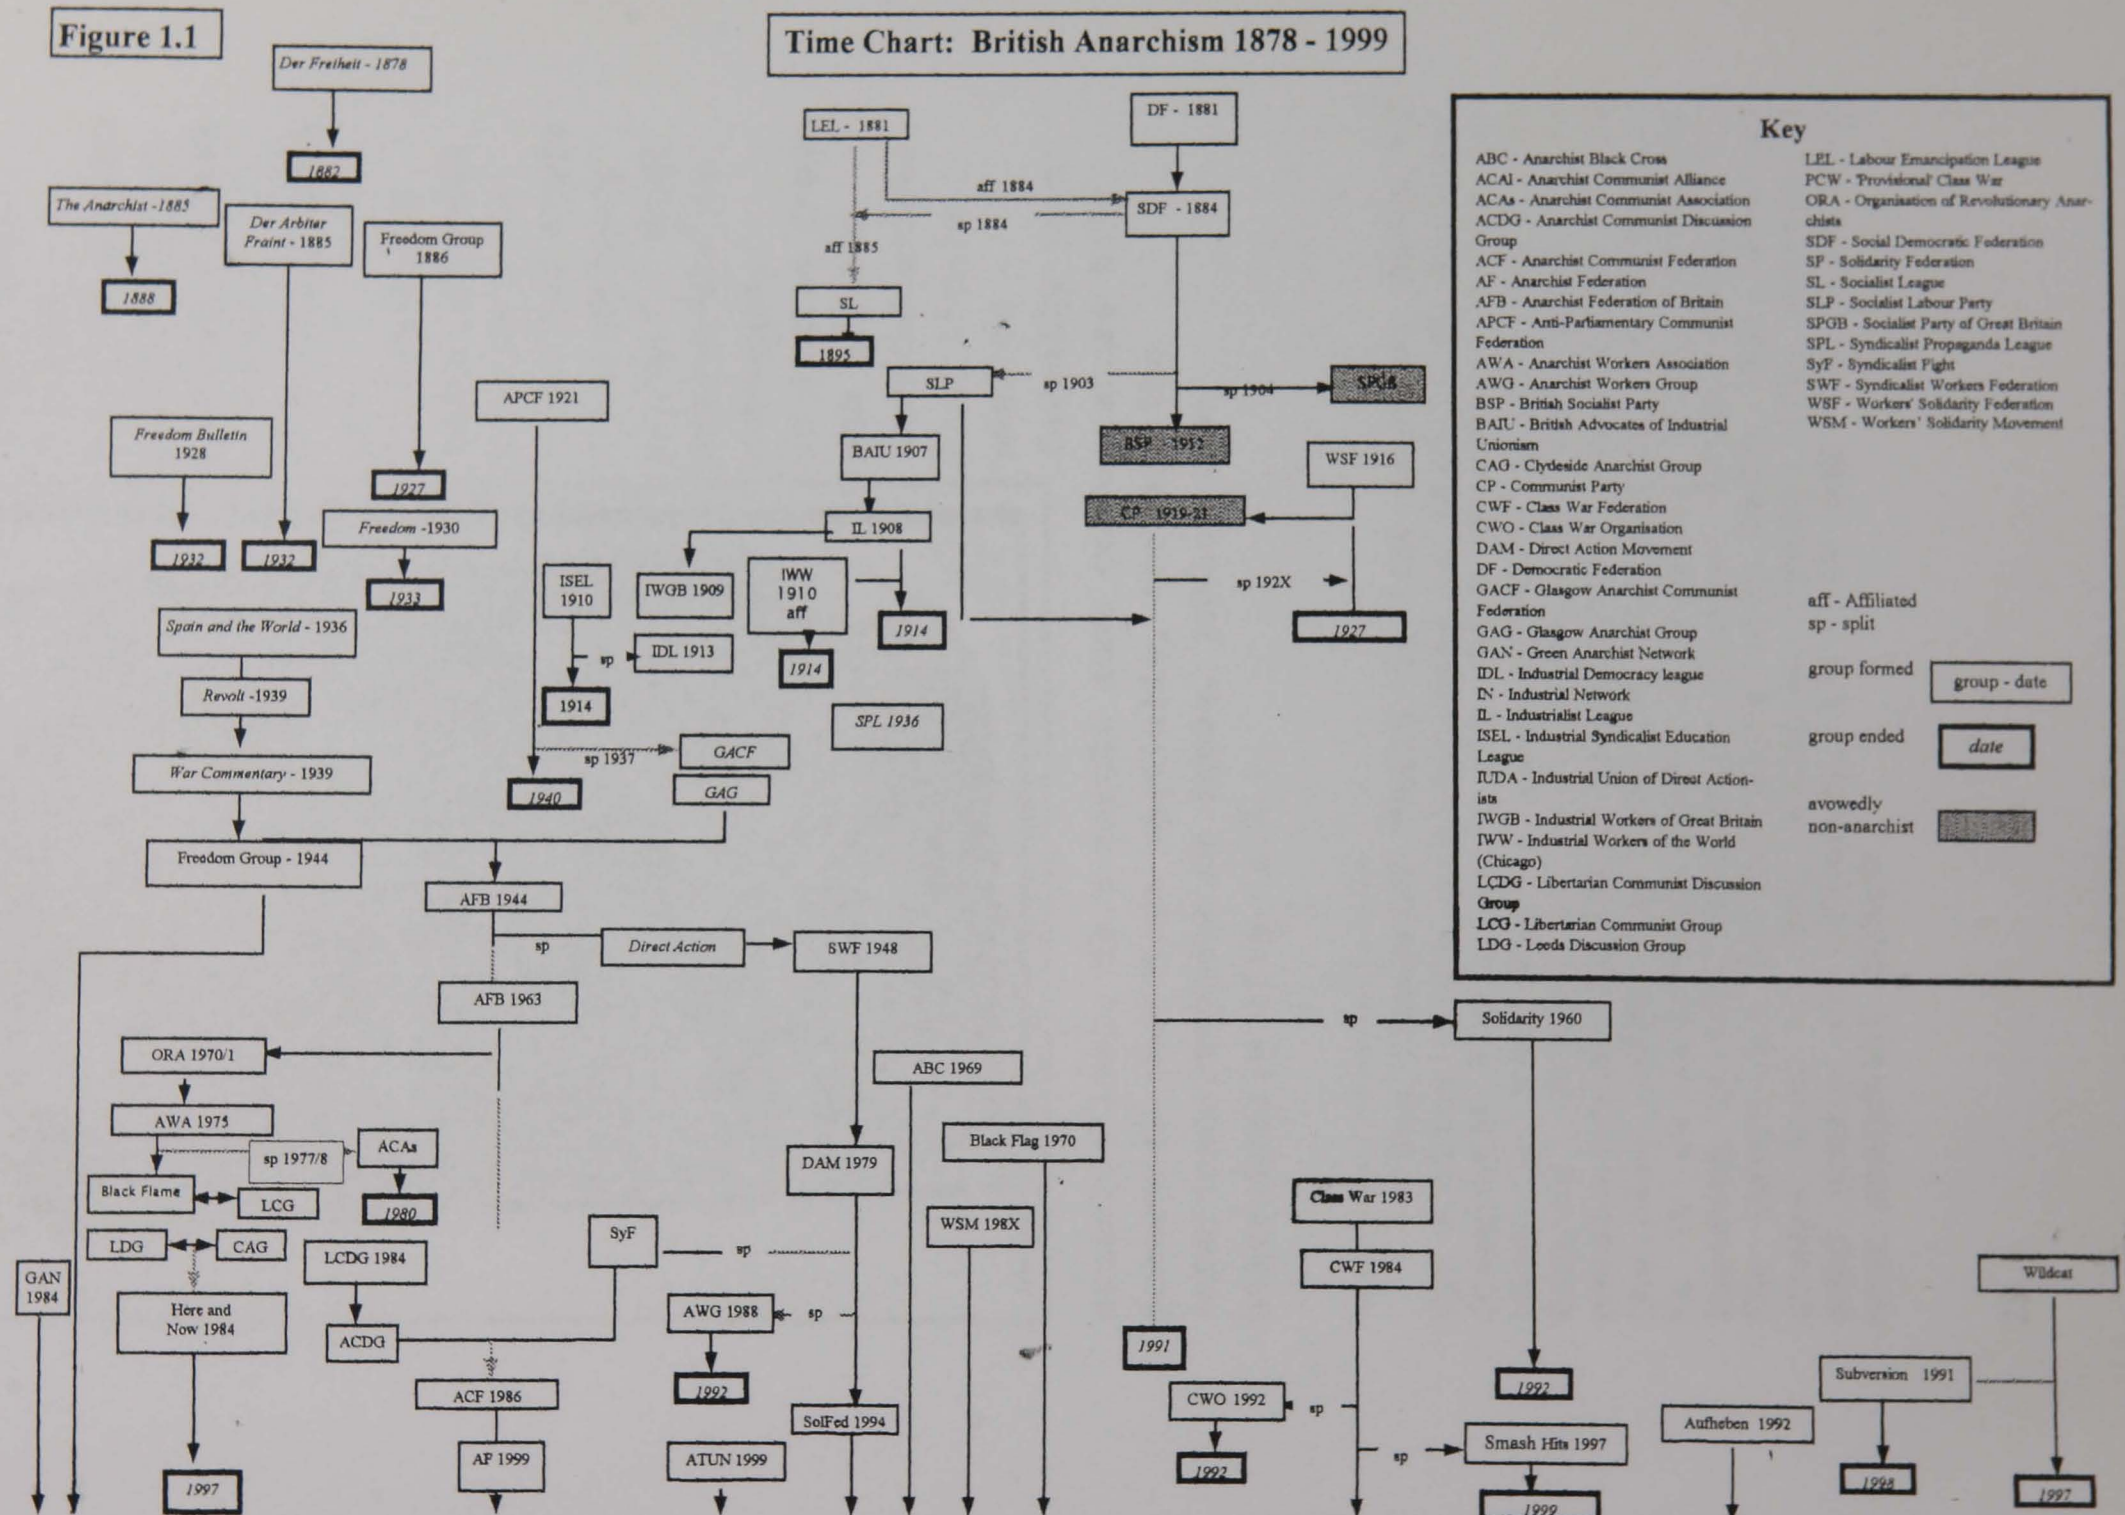 Figure 1.1
Time Chart: British Anarchism 1878 - 1999
Der Freiheit - 1878
1882
The Anarchist -1885
1888
Der Arbiter
Fraint - 1885
Freedom Group
1886
LEL - 1881
DF - 1881
aff 1884
SDF - 1884
sp 1884
aff 1885
SL
1895
SLP
sp 1903
sp 1904
SPGB
BSP - 1912
APCF 1921
Freedom Bulletin
1928
1927
BAIU 1907
WSF 1916
CP 1919-21
IL 1908
Freedom -1930
1932
1932
1933
ISEL
1910
IWGB 1909
IWW
1910
aff
sp 192X
1914
1927
Spain and the World - 1936
sp
IDL 1913
1914
Revolt -1939
1914
SPL 1936
sp 1937
GACF
War Commentary - 1939
1940
GAG
Freedom Group - 1944
AFB 1944
sp
Direct Action
SWF 1948
AFB 1963
sp
Solidarity 1960
ORA 1970/1
ABC 1969
AWA 1975
sp 1977/8
ACAs
Black Flag 1970
DAM 1979
Black Flame
LCG
1980
Class War 1983
WSM 198X
SyF
sp
LDG
CAG
LCDG 1984
CWF 1984
GAN
1984
Wildcat
Here and
Now 1984
AWG 1988
sp
ACDG
1991
Subversion 1991
ACF 1986
1992
1992
CWO 1992
sp
SolFed 1994
Aufheben 1992
AF 1999
ATUN 1999
sp
Smash Hits 1997
1992
1997
1998
1997
1999
Key
ABC - Anarchist Black Cross
ACAl - Anarchist Communist Alliance
ACAs - Anarchist Communist Association
ACDG - Anarchist Communist Discussion
Group
ACF - Anarchist Communist Federation
AF - Anarchist Federation
AFB - Anarchist Federation of Britain
APCF - Anti-Parliamentary Communist
Federation
AWA - Anarchist Workers Association
AWG - Anarchist Workers Group
BSP - British Socialist Party
BAIU - British Advocates of Industrial
Unionism
CAG - Clydeside Anarchist Group
CP - Communist Party
CWF - Class War Federation
CWO - Class War Organisation
DAM - Direct Action Movement
DF - Democratic Federation
GACF - Glasgow Anarchist Communist
Federation
GAG - Glasgow Anarchist Group
GAN - Green Anarchist Network
IDL - Industrial Democracy league
IN - Industrial Network
IL - Industrialist League
ISEL - Industrial Syndicalist Education
League
IUDA - Industrial Union of Direct Action-
ists
IWGB - Industrial Workers of Great Britain
IWW - Industrial Workers of the World
(Chicago)
LCDG - Libertarian Communist Discussion
Group
LCG - Libertarian Communist Group
LDG - Leeds Discussion Group
LEL - Labour Emancipation League
PCW - 'Provisional' Class War
ORA - Organisation of Revolutionary Anar-
chists
SDF - Social Democratic Federation
SF - Solidarity Federation
SL - Socialist League
SLP - Socialist Labour Party
SPGB - Socialist Party of Great Britain
SPL - Syndicalist Propaganda League
SyF - Syndicalist Fight
SWF - Syndicalist Workers Federation
WSF - Workers' Solidarity Federation
WSM - Workers' Solidarity Movement
aff - Affiliated
sp - split
group formed
group - date
group ended
date
avowedly
non-anarchist